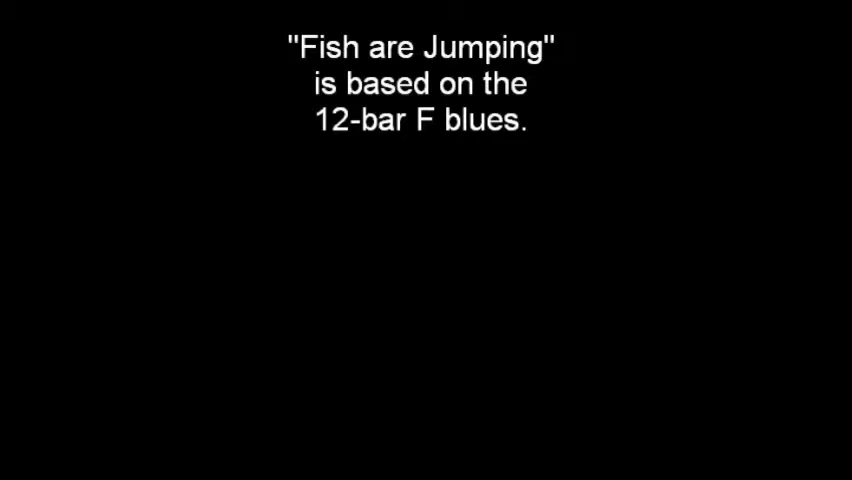 "Fish are Jumping"
is based on the
12-bar F blues.